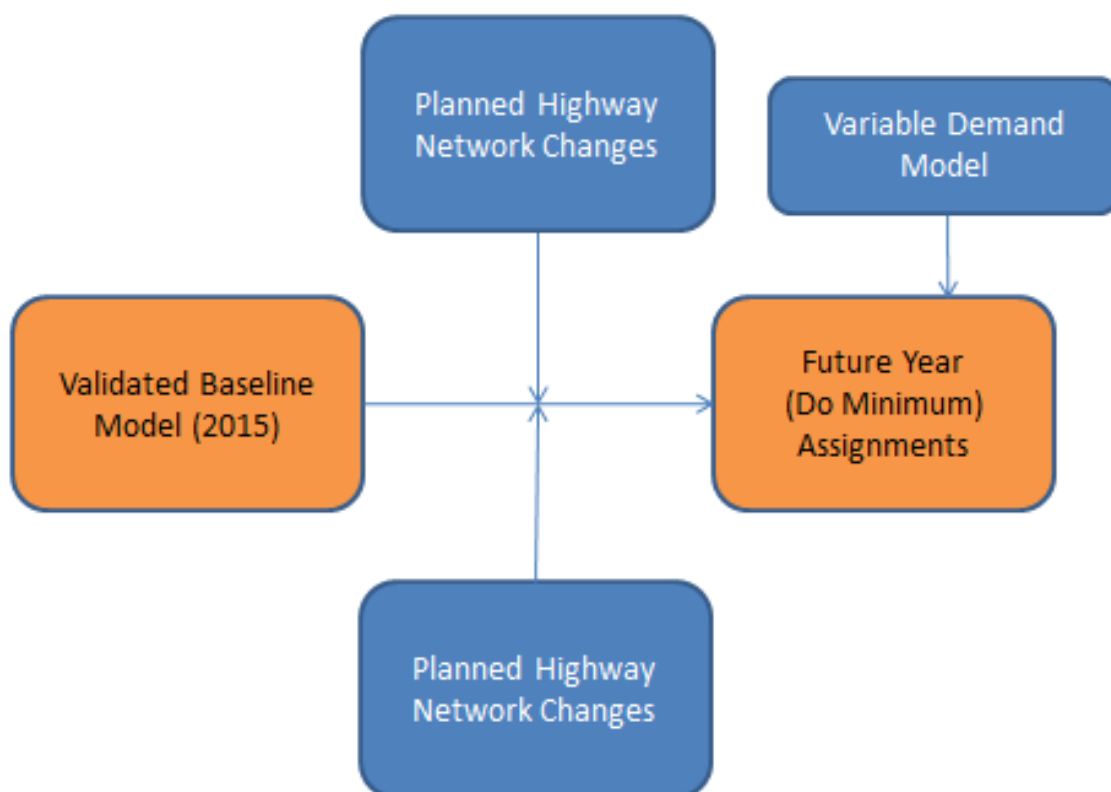 Planned Highway
Network Changes
Variable Demand
Model
Validated Baseline
Model (2015)
Future Year
(Do Minimum)
Assignments
Planned Highway
Network Changes